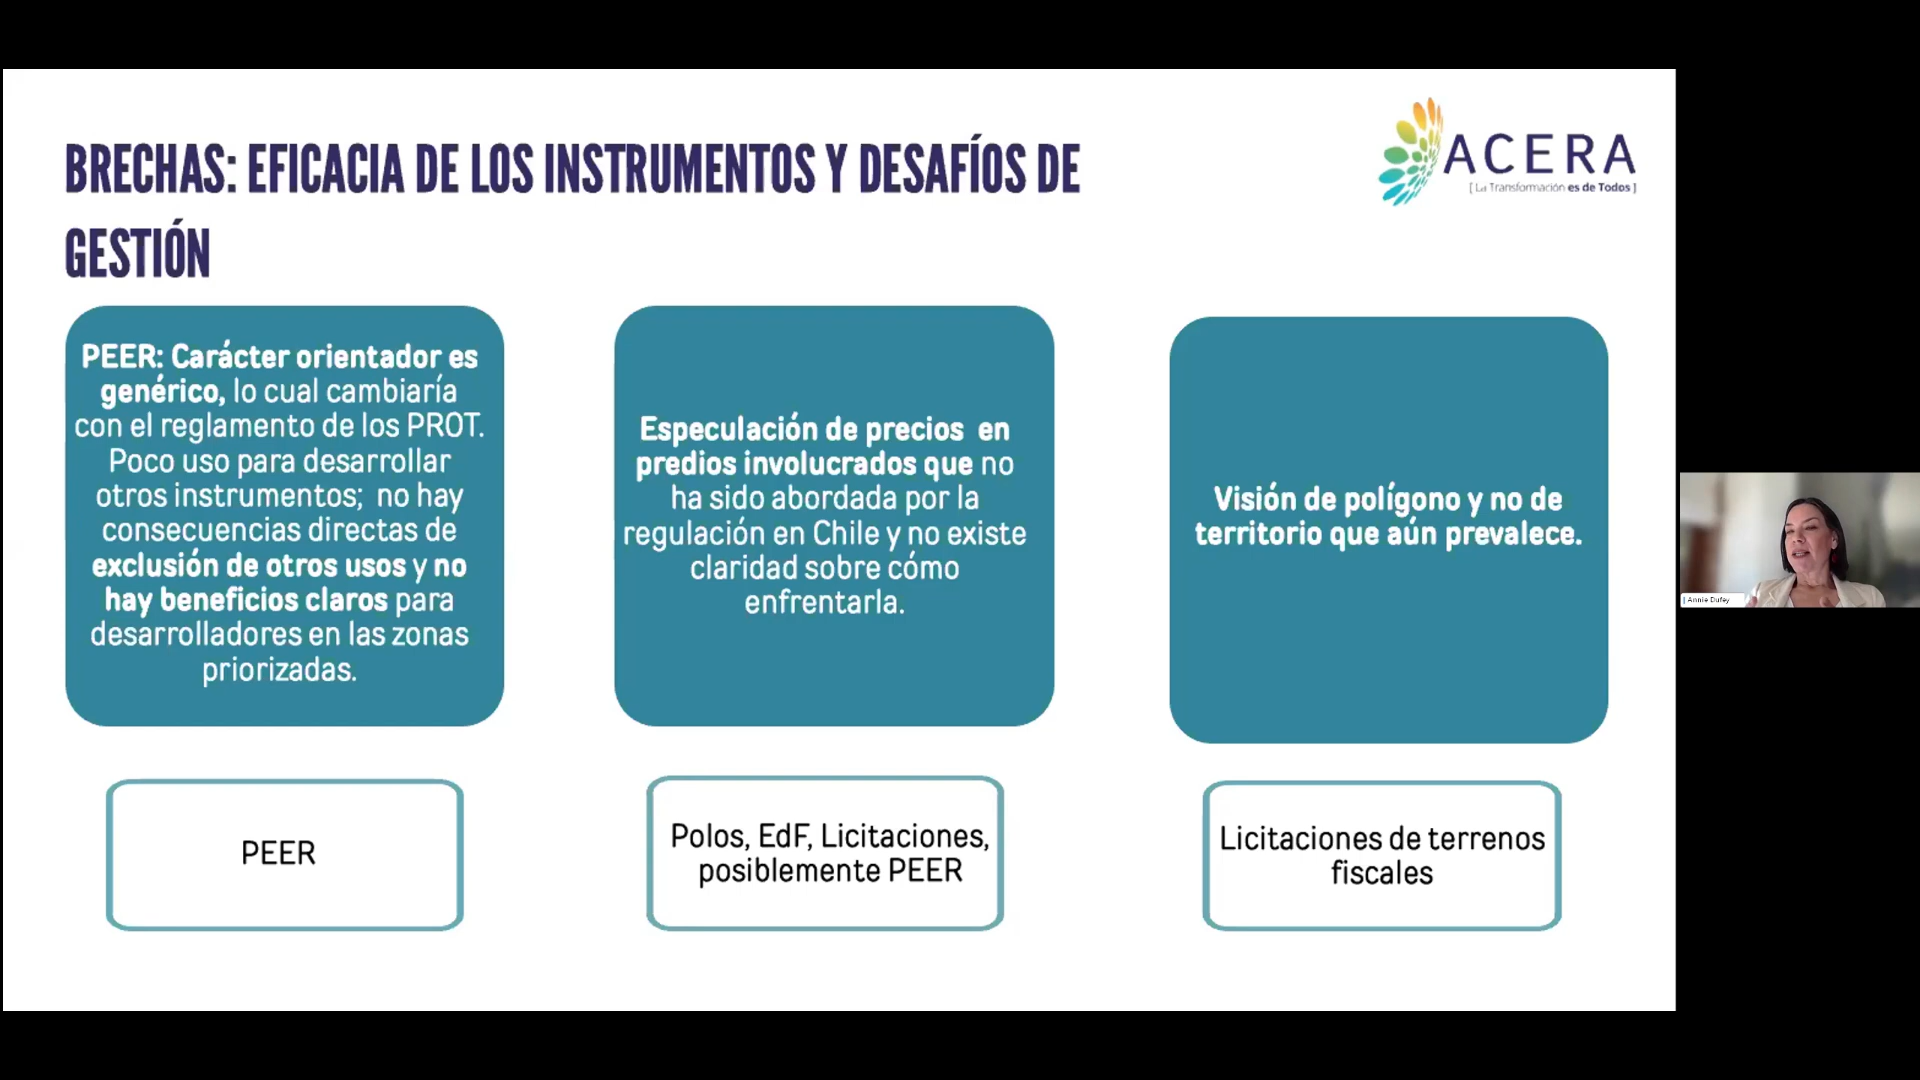 BRECHAS: EFICACIA DE LOS INSTRUMENTOS Y DESAFÍOS DE
GESTIÓN
ACERA
[ La Transformación es de Todos ]
PEER: Carácter orientador es
genérico, lo cual cambiaría
con el reglamento de los PROT.
Poco uso para desarrollar
otros instrumentos; no hay
consecuencias directas de
exclusión de otros usos y no
hay beneficios claros para
desarrolladores en las zonas
priorizadas.
Especulación de precios en
predios involucrados que no
ha sido abordada por la
regulación en Chile y no existe
claridad sobre cómo
enfrentarla.
Visión de polígono y no de
territorio que aún prevalece.
PEER
Polos, EdF, Licitaciones,
posiblemente PEER
Licitaciones de terrenos
fiscales
Annie Dufey